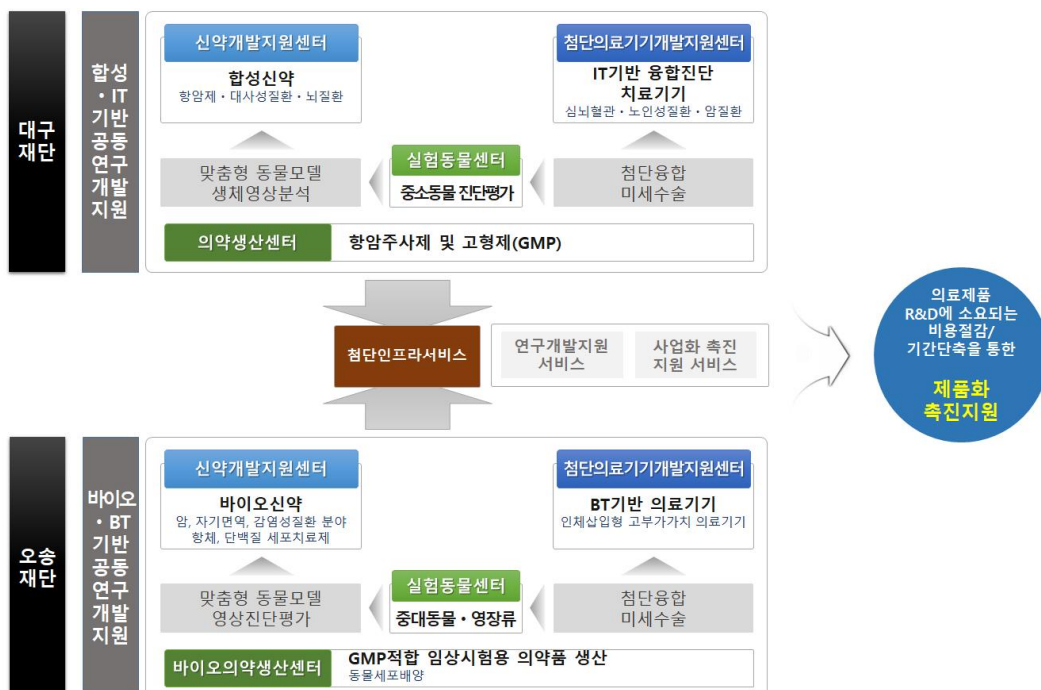 대구
재단
합성
・IT
기반
공동
연구
개발
지원
신약개발지원센터
합성신약
항암제・대사성질환・뇌질환
첨단의료기기개발지원센터
IT기반 융합진단
치료기기
심뇌혈관・노인성질환・암질환
맞춤형 동물모델
생체영상분석
실험동물센터
중소동물 진단평가
첨단융합
미세수술
의약생산센터
항암주사제 및 고형제(GMP)
첨단인프라서비스
연구개발지원
서비스
사업화 촉진
지원 서비스
의료제품
R&D에 소요되는
비용절감/
기간단축을 통한
제품화
촉진지원
오송
재단
바이오
・BT
기반
공동
연구
개발
지원
신약개발지원센터
바이오신약
암, 자기면역, 감염성질환 분야
항체, 단백질 세포치료제
첨단의료기기개발지원센터
BT기반 의료기기
인체삽입형 고부가가치 의료기기
맞춤형 동물모델
영상진단평가
실험동물센터
중대동물・영장류
첨단융합
미세수술
바이오의약생산센터
GMP적합 임상시험용 의약품 생산
동물세포배양